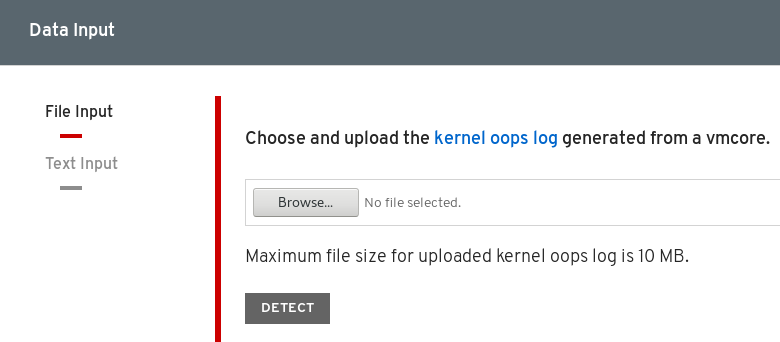 Data Input
File Input
Text Input
Choose and upload the kernel oops log generated from a vmcore.
Browse... No file selected.
Maximum file size for uploaded kernel oops log is 10 MB.
DETECT